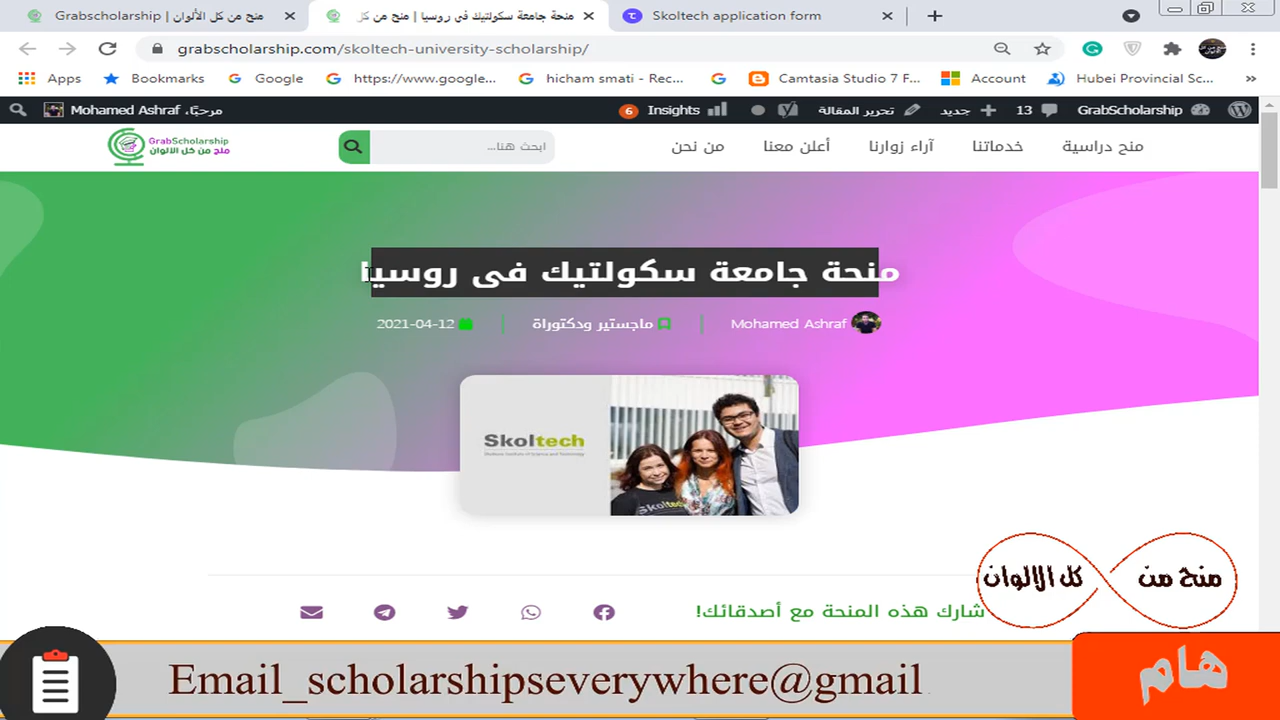 Grabscholarship | منح من كل الألوان
منحة جامعة سكولتيك فى روسيا | منح من كل
Skoltech application form
grabscholarship.com/skoltech-university-scholarship/
Apps Bookmarks Google https://www.google... hicham smati - Rec... Camtasia Studio 7 F... Account Hubei Provincial Sc... »
مرحبًا، Mohamed Ashraf
6 Insights
تحرير المقالة
جديد
13
GrabScholarship
GrabScholarship
منح من كل الالوان
ابحث هنا...
منح دراسية خدماتنا آراء زوارنا أعلن معنا من نحن
منحة جامعة سكولتيك فى روسيا
Mohamed Ashraf
ماجستير ودكتوراة
2021-04-12
Skoltech
Skoltech
شارك هذه المنحة مع أصدقائك!
منح من كل الالوان
Email_scholarshipseverywhere@gmail
هام